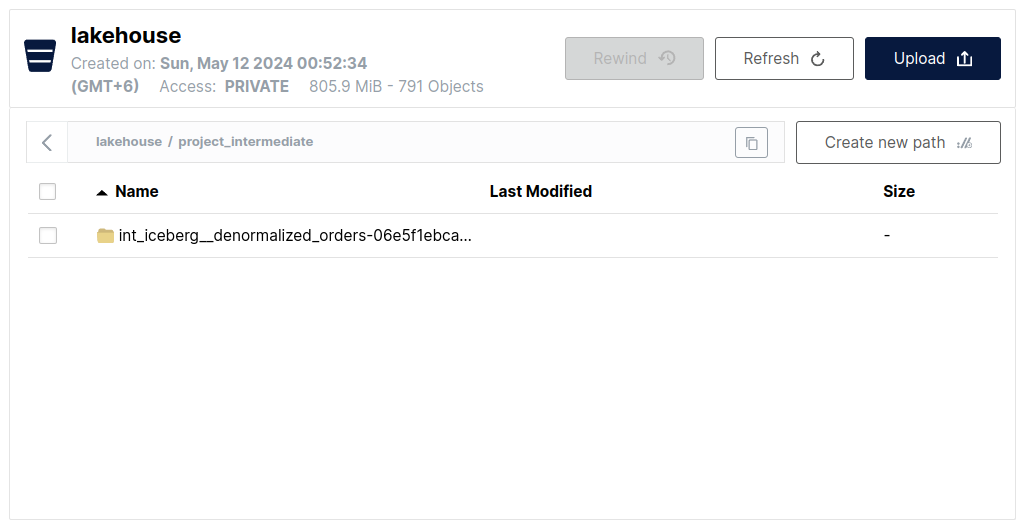 lakehouse
Created on: Sun, May 12 2024 00:52:34
(GMT+6) Access: PRIVATE 805.9 MiB - 791 Objects
Rewind
Refresh
Upload
lakehouse / project_intermediate
Create new path
Name Last Modified Size
int_iceberg__denormalized_orders-06e5f1ebca... -